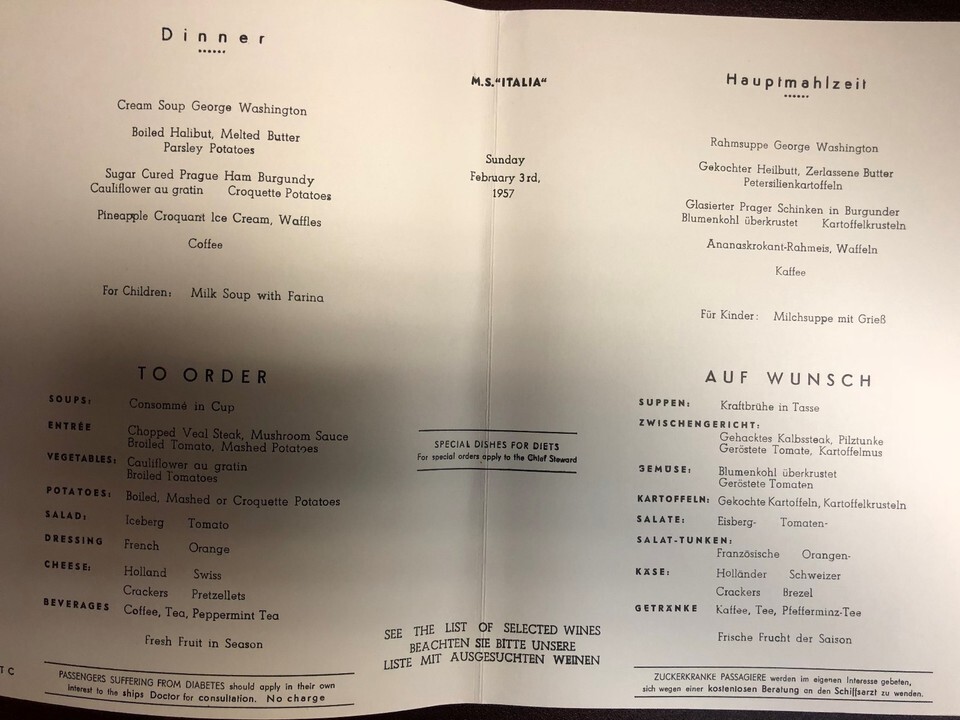 Dinner
Cream Soup George Washington
Boiled Halibut, Melted Butter
Parsley Potatoes
Sugar Cured Prague Ham Burgundy
Cauliflower au gratin Croquette Potatoes
Pineapple Croquant Ice Cream, Waffles
Coffee
For Children: Milk Soup with Farina
TO ORDER
SOUPS: Consommé in Cup
ENTRÉE Chopped Veal Steak, Mushroom Sauce
Broiled Tomato, Mashed Potatoes
VEGETABLES: Cauliflower au gratin
Broiled Tomatoes
POTATOES: Boiled, Mashed or Croquette Potatoes
SALAD: Iceberg Tomato
DRESSING French Orange
CHEESE: Holland Swiss
Crackers Pretzellets
BEVERAGES Coffee, Tea, Peppermint Tea
Fresh Fruit in Season
T C
PASSENGERS SUFFERING FROM DIABETES should apply in their own
interest to the ships Doctor for consultation. No charge
M.S."ITALIA"
Sunday
February 3rd,
1957
SPECIAL DISHES FOR DIETS
For special orders apply to the Chief Steward
SEE THE LIST OF SELECTED WINES
BEACHTEN SIE BITTE UNSERE
LISTE MIT AUSGESUCHTEN WEINEN
Hauptmahlzeit
Rahmsuppe George Washington
Gekochter Heilbutt, Zerlassene Butter
Petersilienkartoffeln
Glasierter Prager Schinken in Burgunder
Blumenkohl überkrustet Kartoffelkrusteln
Ananaskrokant-Rahmeis, Waffeln
Kaffee
Für Kinder: Milchsuppe mit Grieß
AUF WUNSCH
SUPPEN: Kraftbrühe in Tasse
ZWISCHENGERICHT:
Gehacktes Kalbssteak, Pilztunke
Geröstete Tomate, Kartoffelmus
GEMÜSE: Blumenkohl überkrustet
Geröstete Tomaten
KARTOFFELN: Gekochte Kartoffeln, Kartoffelkrusteln
SALATE: Eisberg- Tomaten-
SALAT-TUNKEN:
Französische Orangen-
KÄSE: Holländer Schweizer
Crackers Brezel
GETRÄNKE Kaffee, Tee, Pfefferminz-Tee
Frische Frucht der Saison
ZUCKERKRANKE PASSAGIERE werden im eigenen Interesse gebeten,
sich wegen einer kostenlosen Beratung an den Schiffsarzt zu wenden.